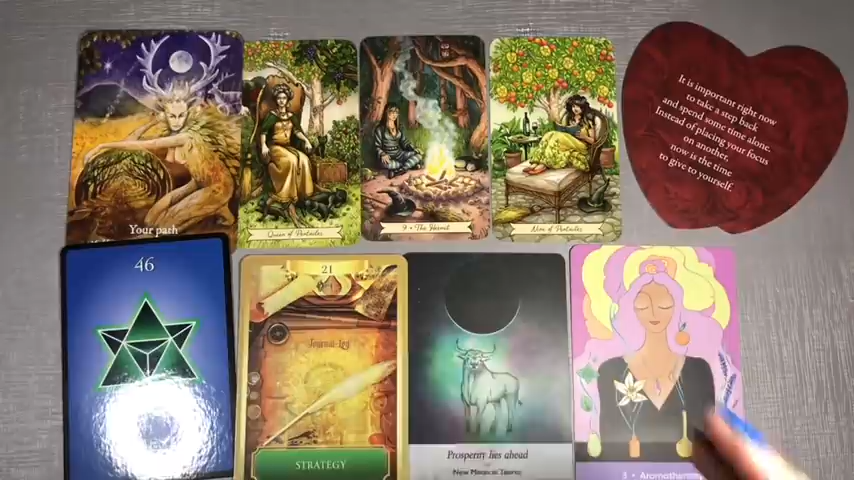 Your path
Queen of Pentacles
9 • The Hermit
Nine of Pentacles
It is important right now
to take a step back
and spend some time alone.
Instead of placing your focus
on another,
now is the time
to give to yourself.
46
21
Journal-Log
STRATEGY
Prosperity lies ahead
New Moon in Taurus